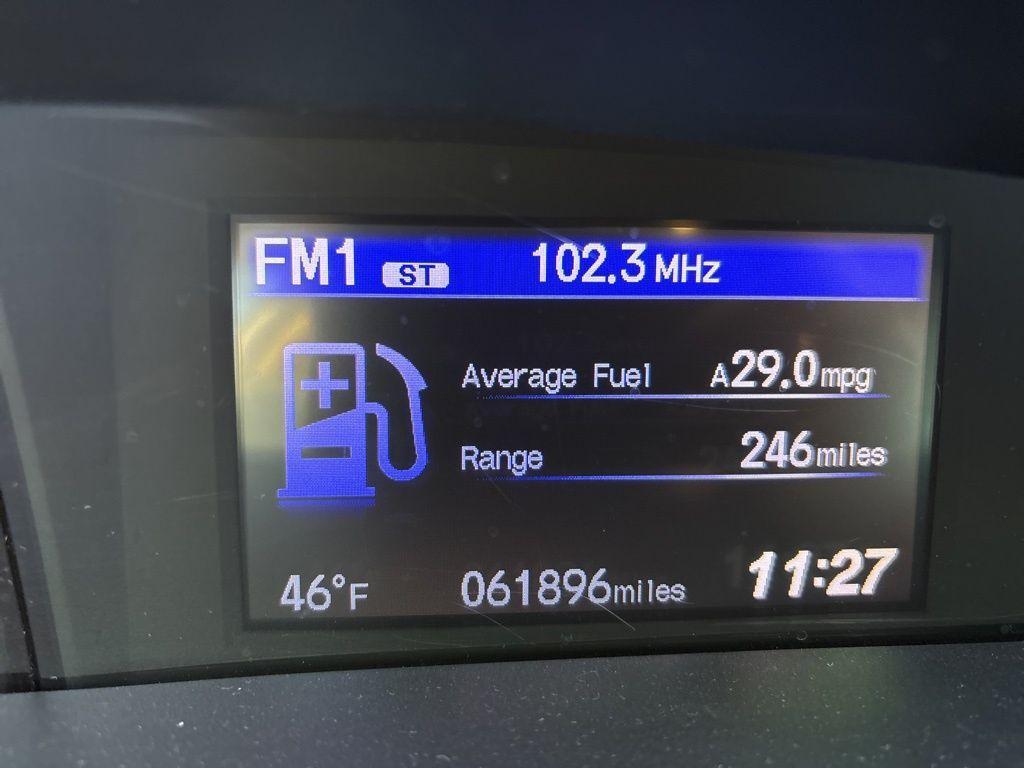 FM1 ST 102.3 MHz
Average Fuel A29.0mpg
Range 246miles
46°F 061896miles 11:27